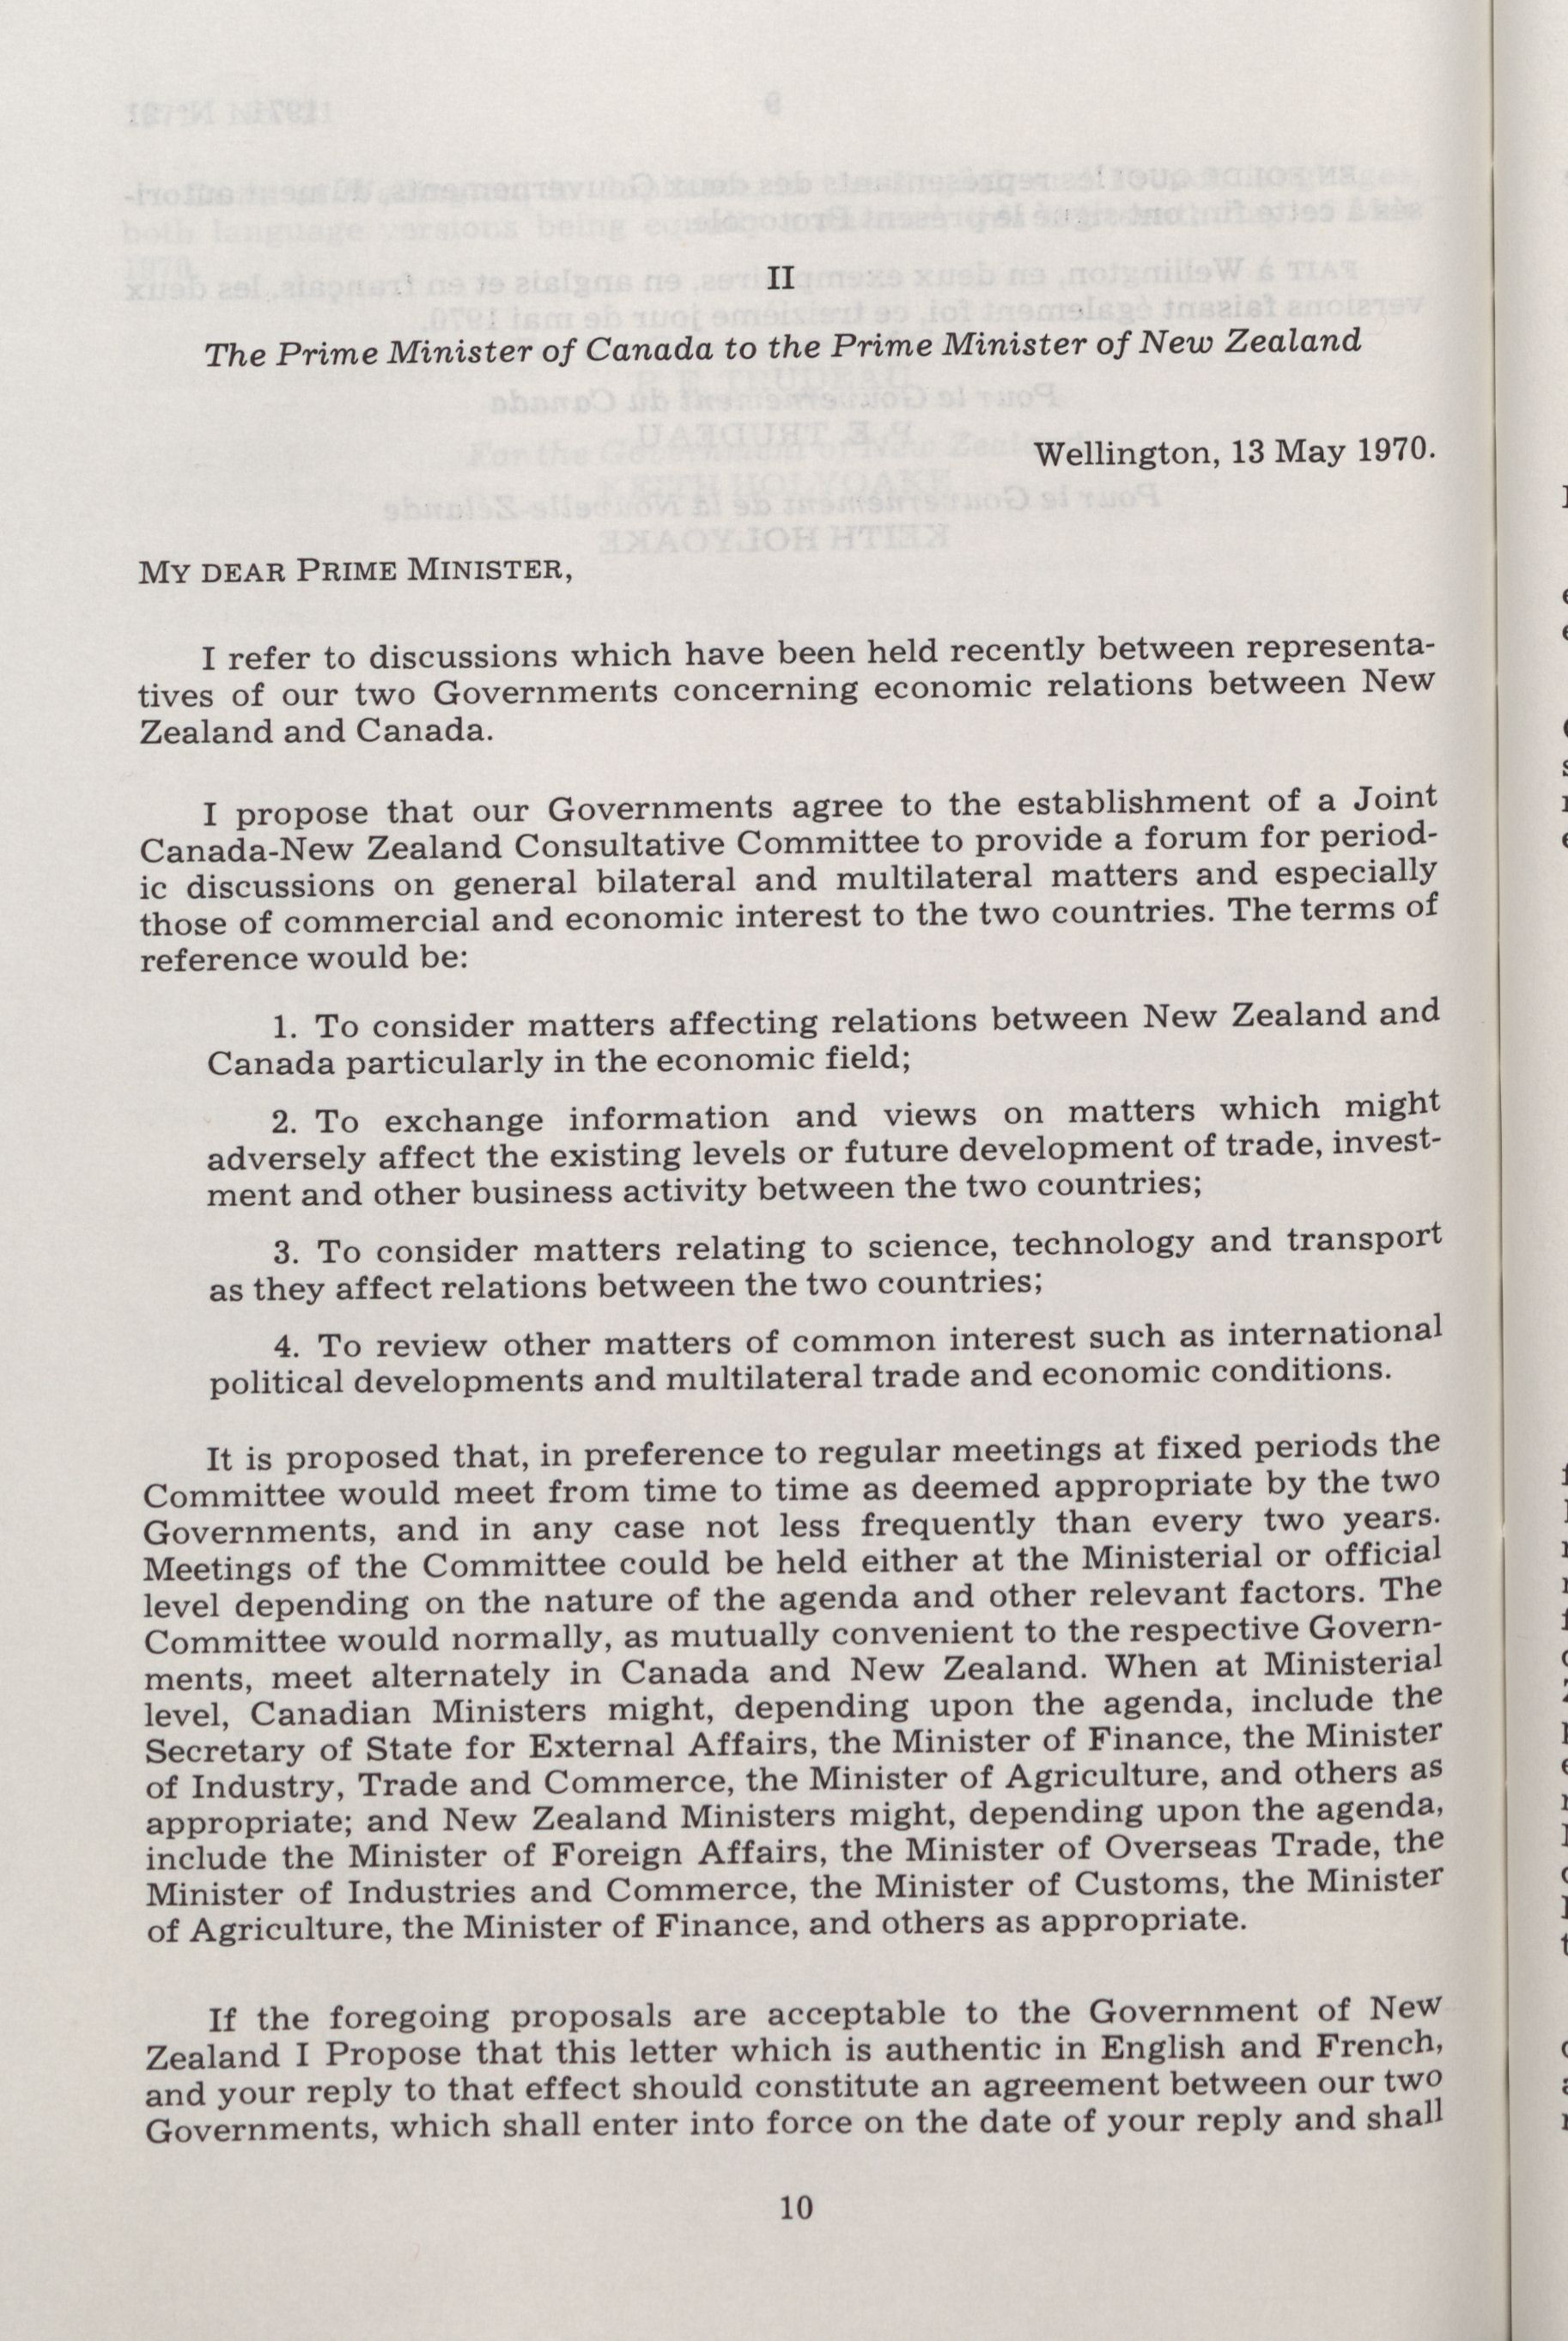 II
The Prime Minister of Canada to the Prime Minister of New Zealand
Wellington, 13 May 1970.
MY DEAR PRIME MINISTER,
I refer to discussions which have been held recently between representa-
tives of our two Governments concerning economic relations between New
Zealand and Canada.
I propose that our Governments agree to the establishment of a Joint
Canada-New Zealand Consultative Committee to provide a forum for period-
ic discussions on general bilateral and multilateral matters and especially
those of commercial and economic interest to the two countries. The terms of
reference would be:
1. To consider matters affecting relations between New Zealand and
Canada particularly in the economic field;
2. To exchange information and views on matters which might
adversely affect the existing levels or future development of trade, invest-
ment and other business activity between the two countries;
3. To consider matters relating to science, technology and transport
as they affect relations between the two countries;
4. To review other matters of common interest such as international
political developments and multilateral trade and economic conditions.
It is proposed that, in preference to regular meetings at fixed periods the
Committee would meet from time to time as deemed appropriate by the two
Governments, and in any case not less frequently than every two years.
Meetings of the Committee could be held either at the Ministerial or official
level depending on the nature of the agenda and other relevant factors. The
Committee would normally, as mutually convenient to the respective Govern-
ments, meet alternately in Canada and New Zealand. When at Ministerial
level, Canadian Ministers might, depending upon the agenda, include the
Secretary of State for External Affairs, the Minister of Finance, the Minister
of Industry, Trade and Commerce, the Minister of Agriculture, and others as
appropriate; and New Zealand Ministers might, depending upon the agenda,
include the Minister of Foreign Affairs, the Minister of Overseas Trade, the
Minister of Industries and Commerce, the Minister of Customs, the Minister
of Agriculture, the Minister of Finance, and others as appropriate.
If the foregoing proposals are acceptable to the Government of New
Zealand I Propose that this letter which is authentic in English and French,
and your reply to that effect should constitute an agreement between our two
Governments, which shall enter into force on the date of your reply and shall
10